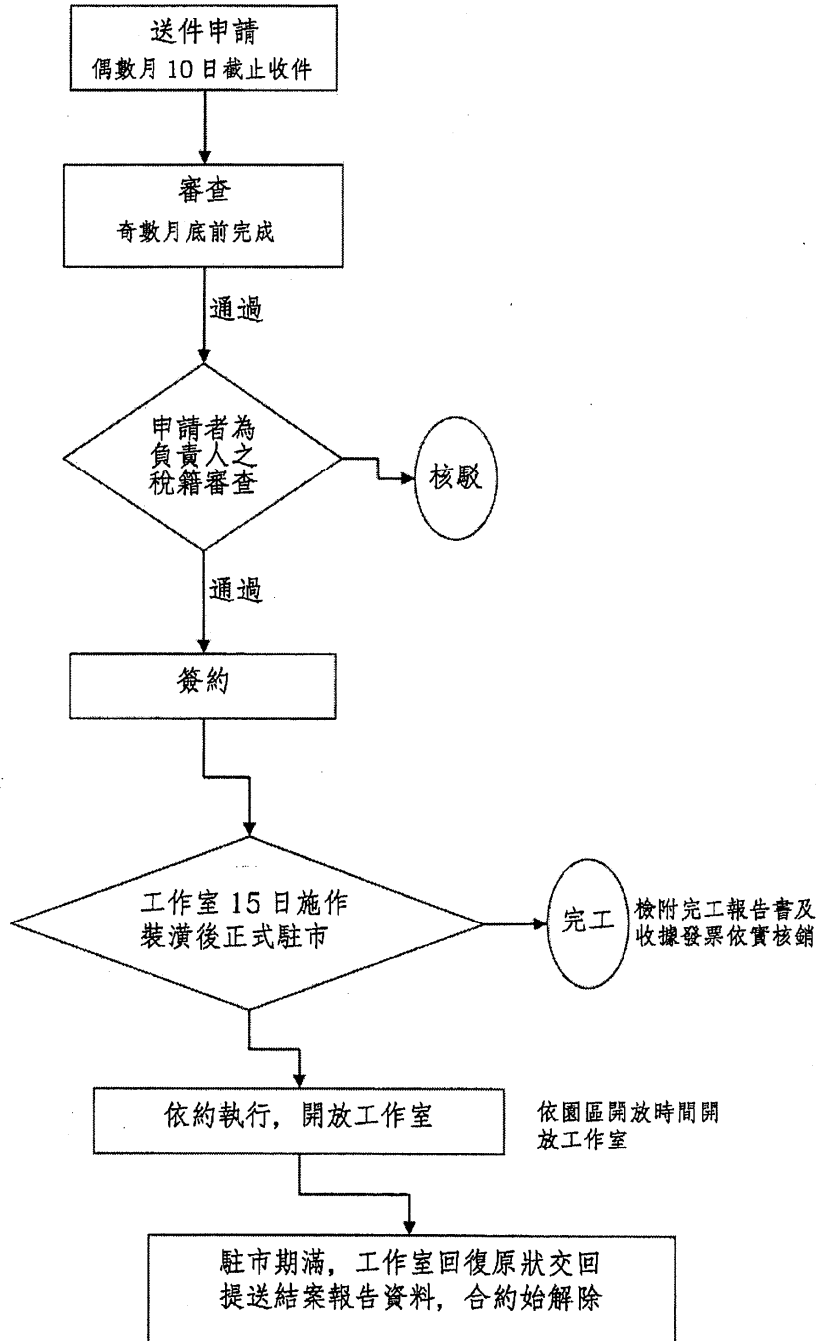 送件申請
偶數月 10 日截止收件
審查
奇數月底前完成
通過
申請者為
負責人之
稅籍審查
核駁
通過
簽約
工作室 15 日施作
裝潢後正式駐市
完工
檢附完工報告書及
收據發票依實核銷
依約執行，開放工作室
依園區開放時間開
放工作室
駐市期滿，工作室回復原狀交回
提送結案報告資料，合約始解除